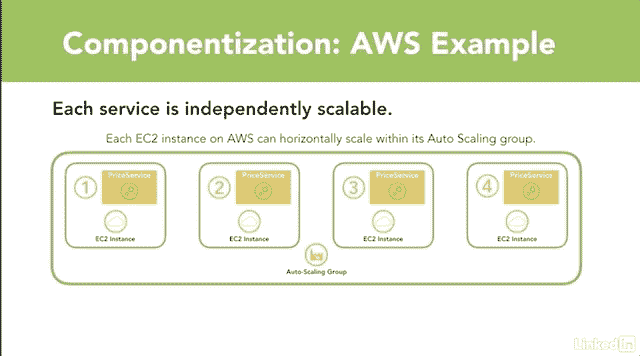 Componentization: AWS Example
Each service is independently scalable.
Each EC2 instance on AWS can horizontally scale within its Auto Scaling group.
1 PriceService 2 PriceService 3 PriceService 4 PriceService
EC2 Instance EC2 Instance EC2 Instance EC2 Instance
Auto-Scaling Group
LinkedIn